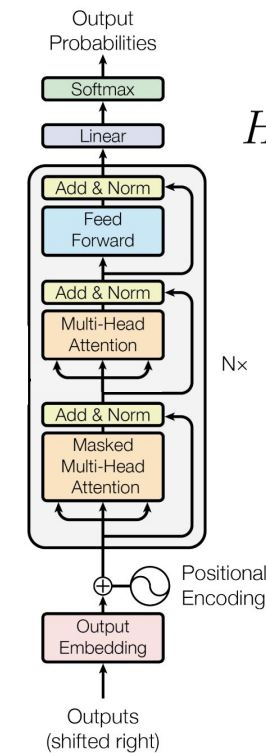 Output
Probabilities
Softmax
H
Linear
Add & Norm
Feed
Forward
Add & Norm
Multi-Head
Attention
N×
Add & Norm
Masked
Multi-Head
Attention
Positional
Encoding
Output
Embedding
Outputs
(shifted right)